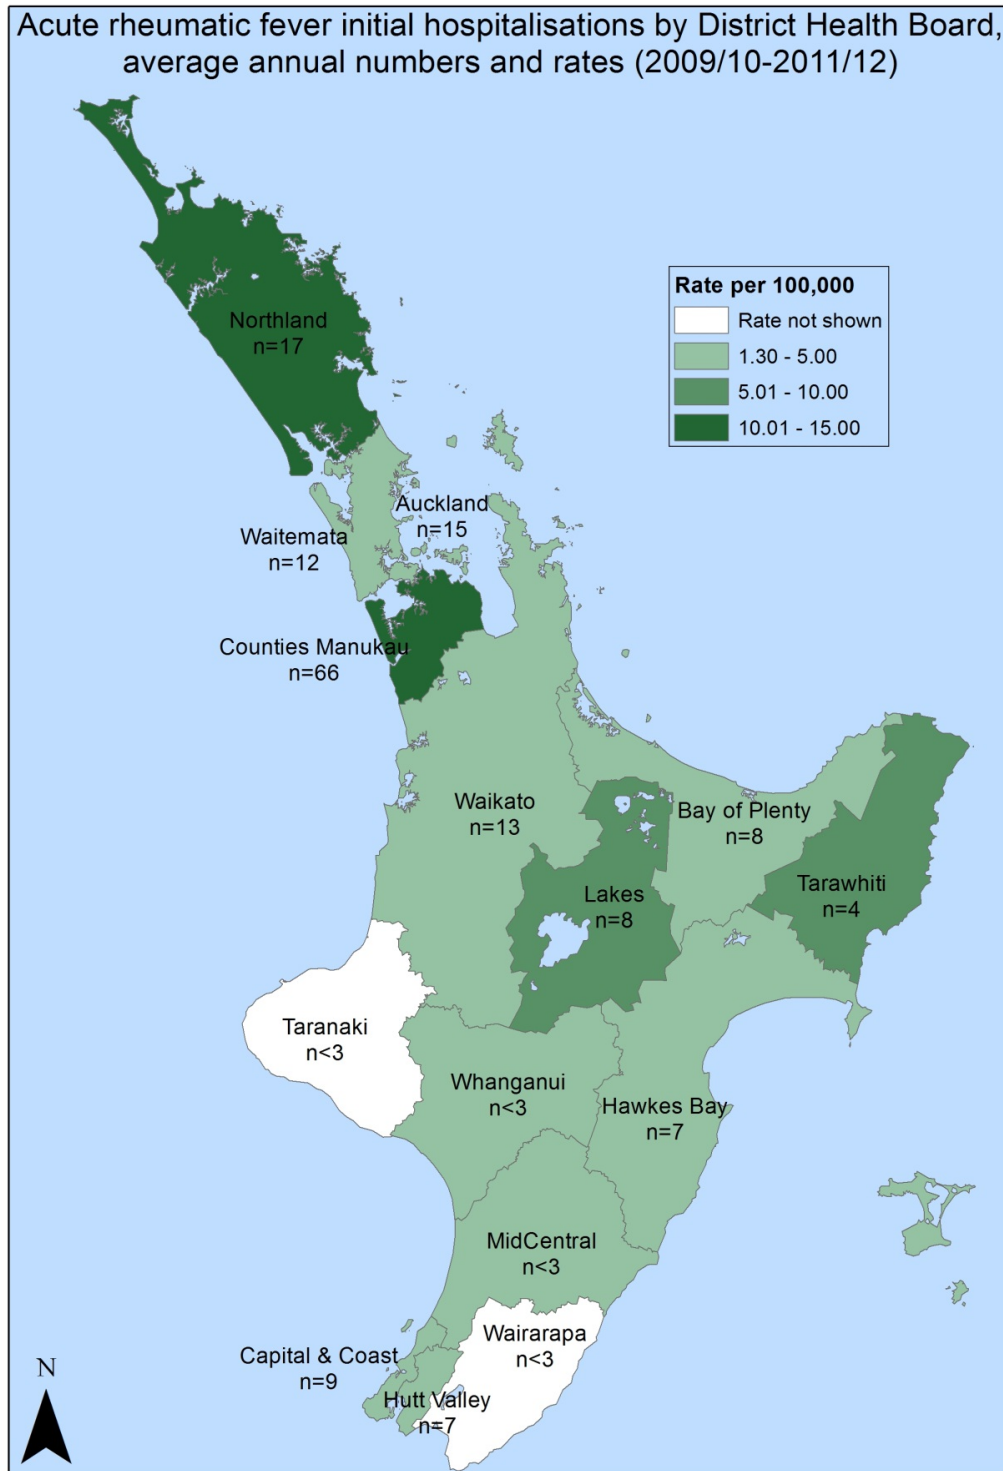 Acute rheumatic fever initial hospitalisations by District Health Board,
average annual numbers and rates (2009/10-2011/12)
Rate per 100,000
Rate not shown
1.30 - 5.00
5.01 - 10.00
10.01 - 15.00
Northland
n=17
Auckland
n=15
Waitemata
n=12
Counties Manukau
n=66
Waikato
n=13
Bay of Plenty
n=8
Lakes
n=8
Tarawhiti
n=4
Taranaki
n<3
Whanganui
n<3
Hawkes Bay
n=7
MidCentral
n<3
Wairarapa
n<3
Capital & Coast
n=9
Hutt Valley
n=7
N